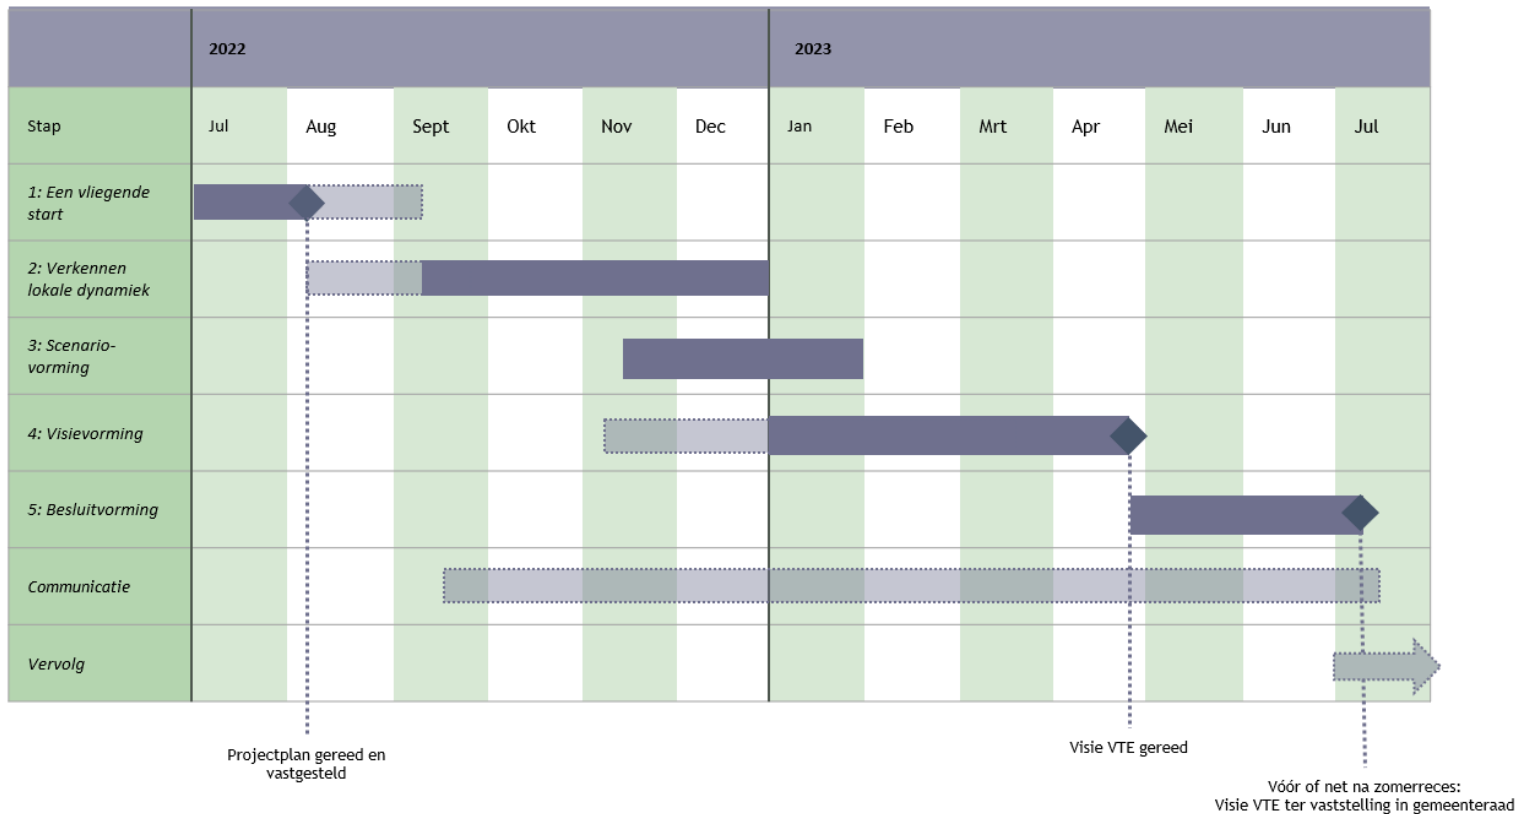 2022
2023
Stap
Jul
Aug
Sept
Okt
Nov
Dec
Jan
Feb
Mrt
Apr
Mei
Jun
Jul
1: Een vliegende
start
2: Verkennen
lokale dynamiek
3: Scenario-
vorming
4: Visievorming
5: Besluitvorming
Communicatie
Vervolg
Projectplan gereed en
vastgesteld
Visie VTE gereed
Vóór of net na zomerreces:
Visie VTE ter vaststelling in gemeenteraad